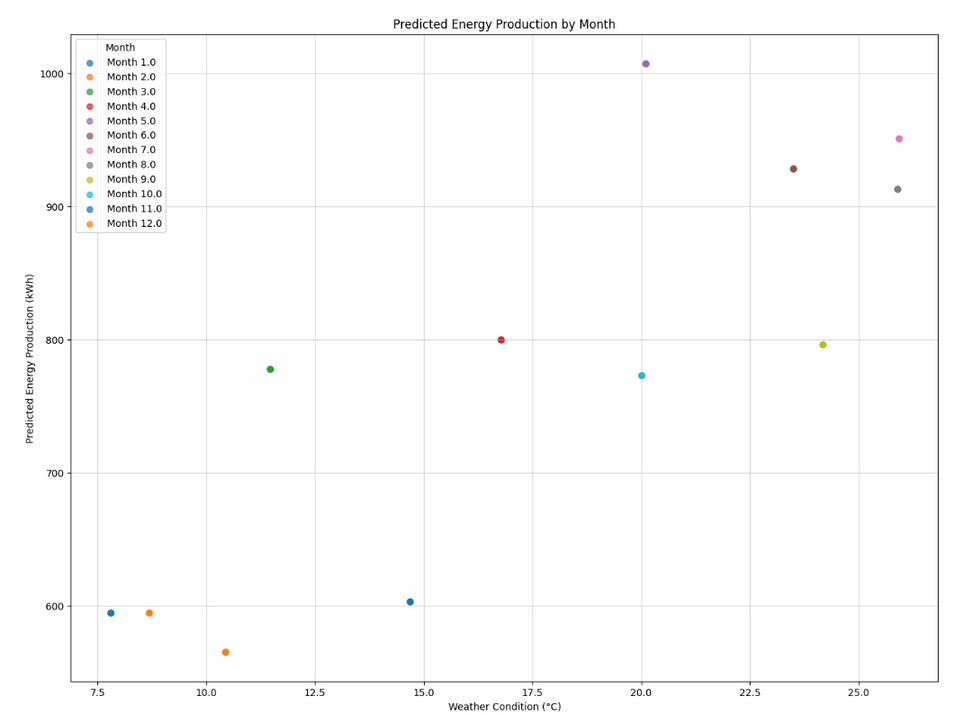 Predicted Energy Production by Month
Month
Month 1.0
Month 2.0
Month 3.0
Month 4.0
Month 5.0
Month 6.0
Month 7.0
Month 8.0
Month 9.0
Month 10.0
Month 11.0
Month 12.0
1000
900
800
700
600
Predicted Energy Production (kWh)
7.5 10.0 12.5 15.0 17.5 20.0 22.5 25.0
Weather Condition (°C)